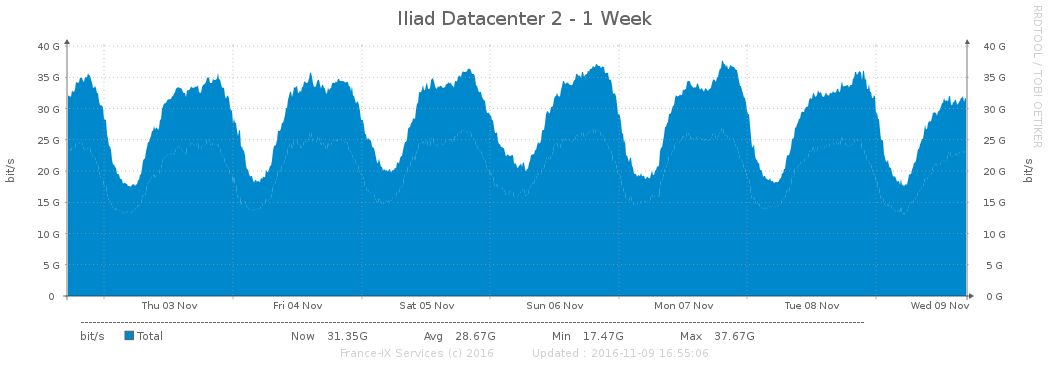 Iliad Datacenter 2 - 1 Week
RRDTOOL / TOBI OETIKER
40 G 40 G
35 G 35 G
30 G 30 G
25 G 25 G
20 G 20 G
15 G 15 G
10 G 10 G
5 G 5 G
0 0 G
bit/s bit/s
Thu 03 Nov Fri 04 Nov Sat 05 Nov Sun 06 Nov Mon 07 Nov Tue 08 Nov Wed 09 Nov
bit/s Total Now 31.35G Avg 28.67G Min 17.47G Max 37.67G
France-IX Services (c) 2016 Updated : 2016-11-09 16:55:06